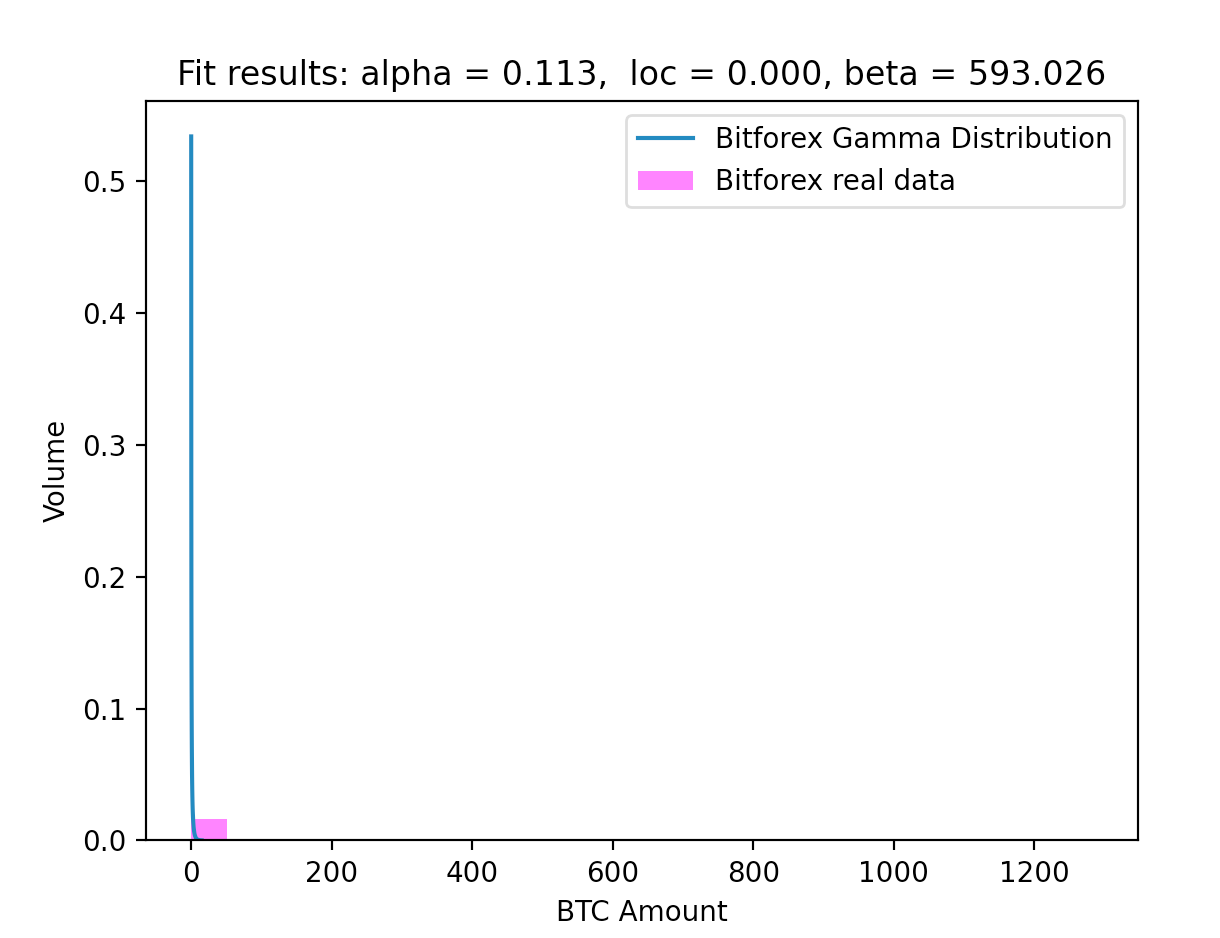 Fit results: alpha = 0.113,  loc = 0.000, beta = 593.026
Bitforex Gamma Distribution
Bitforex real data
0.5
0.4
0.3
0.2
0.1
0.0
Volume
0 200 400 600 800 1000 1200
BTC Amount